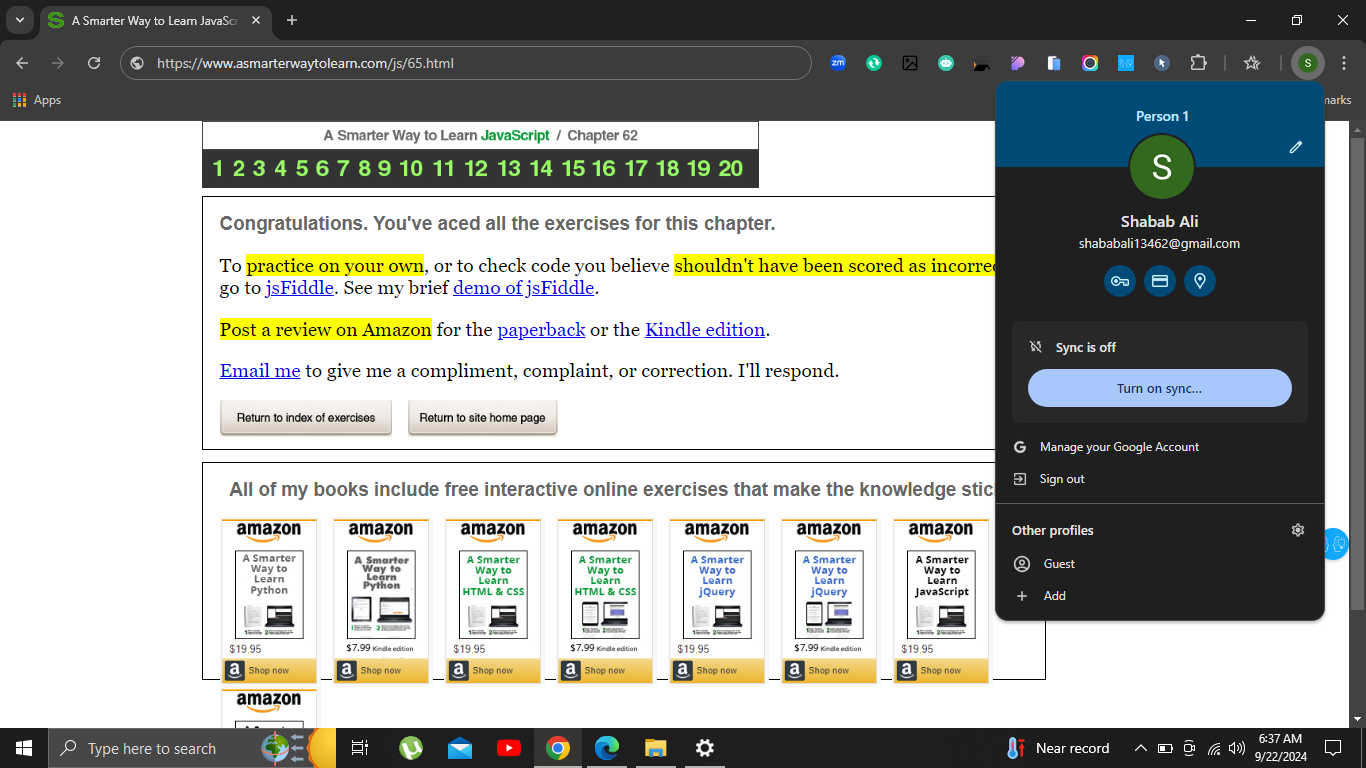 A Smarter Way to Learn JavaSc
https://www.asmarterwaytolearn.com/js/65.html
zm
S
Apps
marks
A Smarter Way to Learn JavaScript / Chapter 62
1 2 3 4 5 6 7 8 9 10 11 12 13 14 15 16 17 18 19 20
Congratulations. You've aced all the exercises for this chapter.
To practice on your own, or to check code you believe shouldn't have been scored as incorre
go to jsFiddle. See my brief demo of jsFiddle.
Post a review on Amazon for the paperback or the Kindle edition.
Email me to give me a compliment, complaint, or correction. I'll respond.
Return to index of exercises
Return to site home page
All of my books include free interactive online exercises that make the knowledge stic
amazon
A Smarter
Way to
Learn
Python
$19.95
Shop now
amazon
A Smarter
Way to
Learn
Python
$7.99 Kindle edition
Shop now
amazon
A Smarter
Way to
Learn
HTML & CSS
$19.95
Shop now
amazon
A Smarter
Way to
Learn
HTML & CSS
$7.99 Kindle edition
Shop now
amazon
A Smarter
Way to
Learn
jQuery
$19.95
Shop now
amazon
A Smarter
Way to
Learn
jQuery
$7.99 Kindle edition
Shop now
amazon
A Smarter
Way to
Learn
JavaScript
$19.95
Shop now
amazon
Person 1
S
Shabab Ali
shababali13462@gmail.com
Sync is off
Turn on sync...
Manage your Google Account
Sign out
Other profiles
Guest
Add
Type here to search
Near record
6:37 AM
9/22/2024